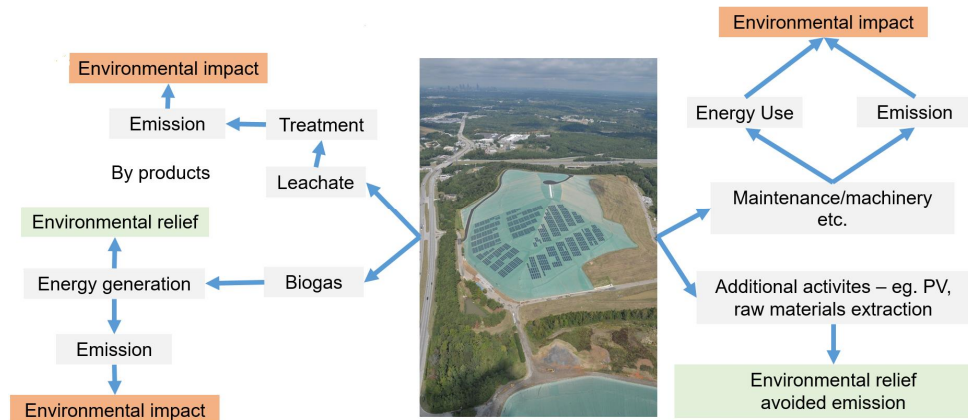 Environmental impact
Emission
Treatment
By products
Leachate
Environmental relief
Energy generation
Biogas
Emission
Environmental impact
Environmental impact
Energy Use
Emission
Maintenance/machinery
etc.
Additional activites – eg. PV,
raw materials extraction
Environmental relief
avoided emission